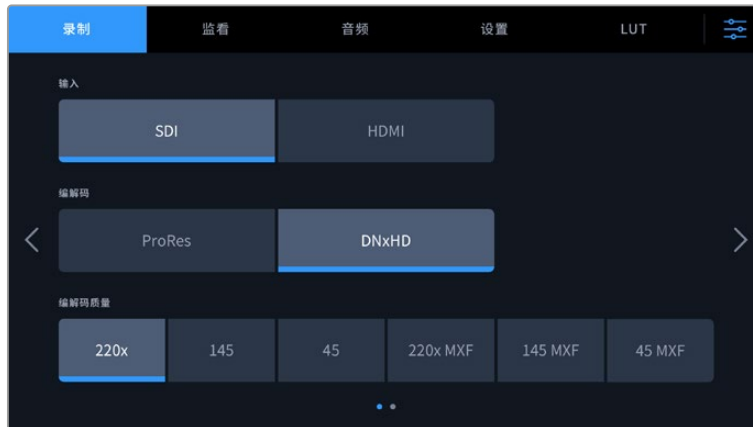 录制 监看 音频 设置 LUT
输入
SDI HDMI
编解码
ProRes DNxHD
编解码质量
220x 145 45 220x MXF 145 MXF 45 MXF